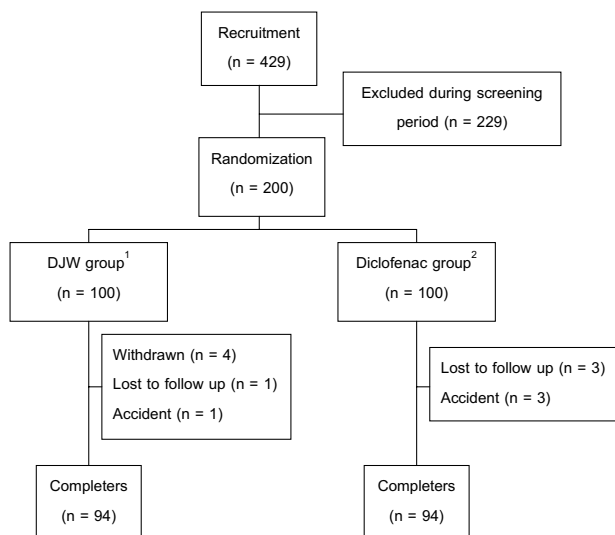 Recruitment
(n = 429)
Excluded during screening
period (n = 229)
Randomization
(n = 200)
DJW group¹
(n = 100)
Diclofenac group²
(n = 100)
Withdrawn (n = 4)
Lost to follow up (n = 1)
Accident (n = 1)
Lost to follow up (n = 3)
Accident (n = 3)
Completers
(n = 94)
Completers
(n = 94)